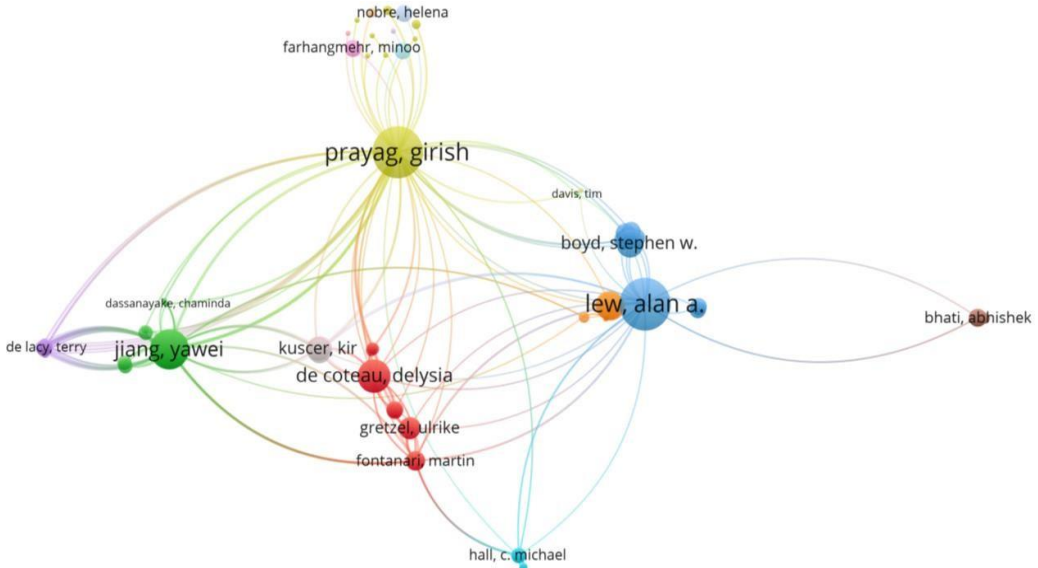 nobre, helena
farhangmehr, minoo
prayag, girish
davis, tim
boyd, stephen w.
dassanayake, chaminda
lew, alan a.
bhati, abhishek
de lacy, terry
jiang, yawei
kuscer, kir
de coteau, delysia
gretzel, ulrike
fontanari, martin
hall, c. michael